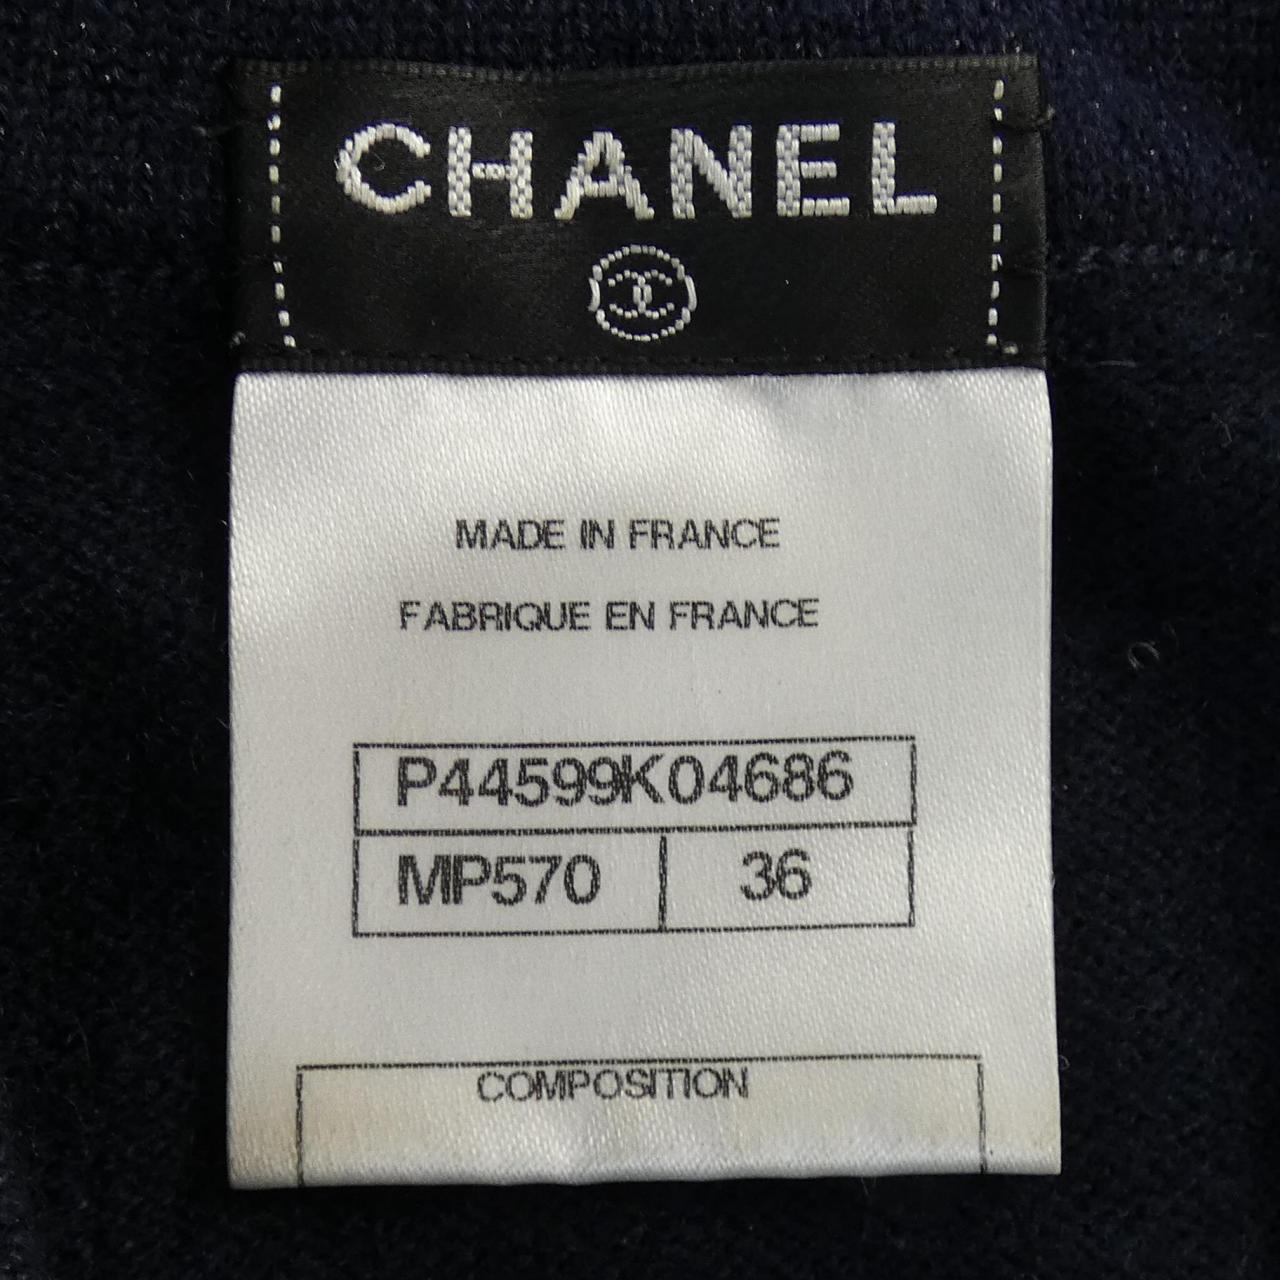 CHANEL
MADE IN FRANCE
FABRIQUE EN FRANCE
P44599K04686
MP570 36
COMPOSITION